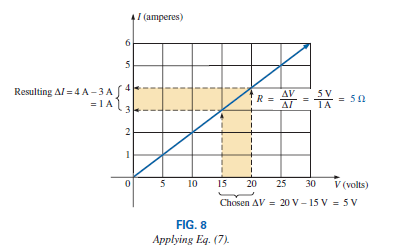 I (amperes)
6
5
Resulting ΔI = 4 A – 3 A
= 1 A
4
3
R = ΔV / ΔI = 5 V / 1 A = 5 Ω
2
1
0 5 10 15 20 25 30 V (volts)
Chosen ΔV = 20 V – 15 V = 5 V
FIG. 8
Applying Eq. (7).